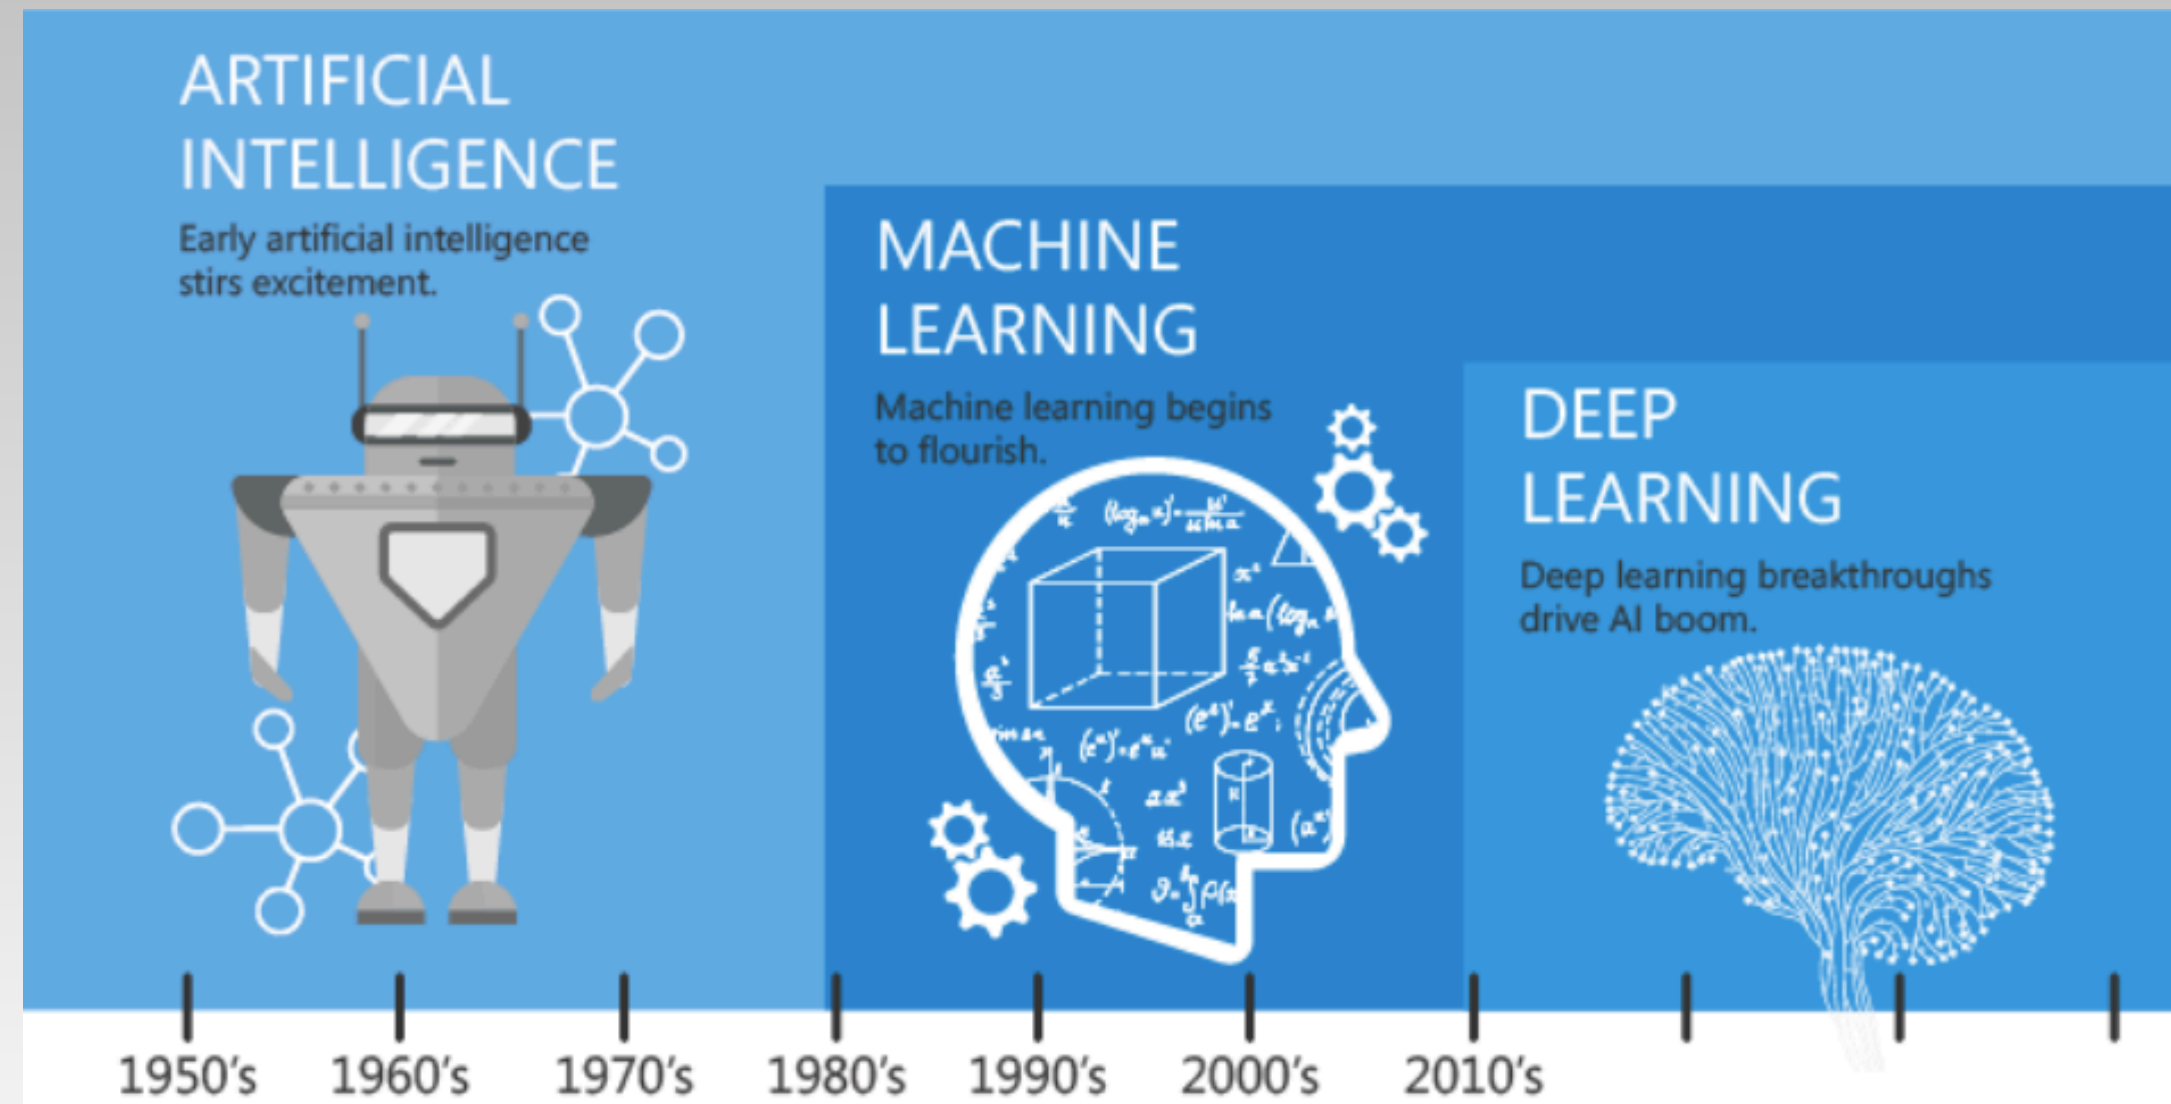 ARTIFICIAL
INTELLIGENCE
Early artificial intelligence
stirs excitement.
MACHINE
LEARNING
Machine learning begins
to flourish.
DEEP
LEARNING
Deep learning breakthroughs
drive AI boom.
1950's 1960's 1970's 1980's 1990's 2000's 2010's